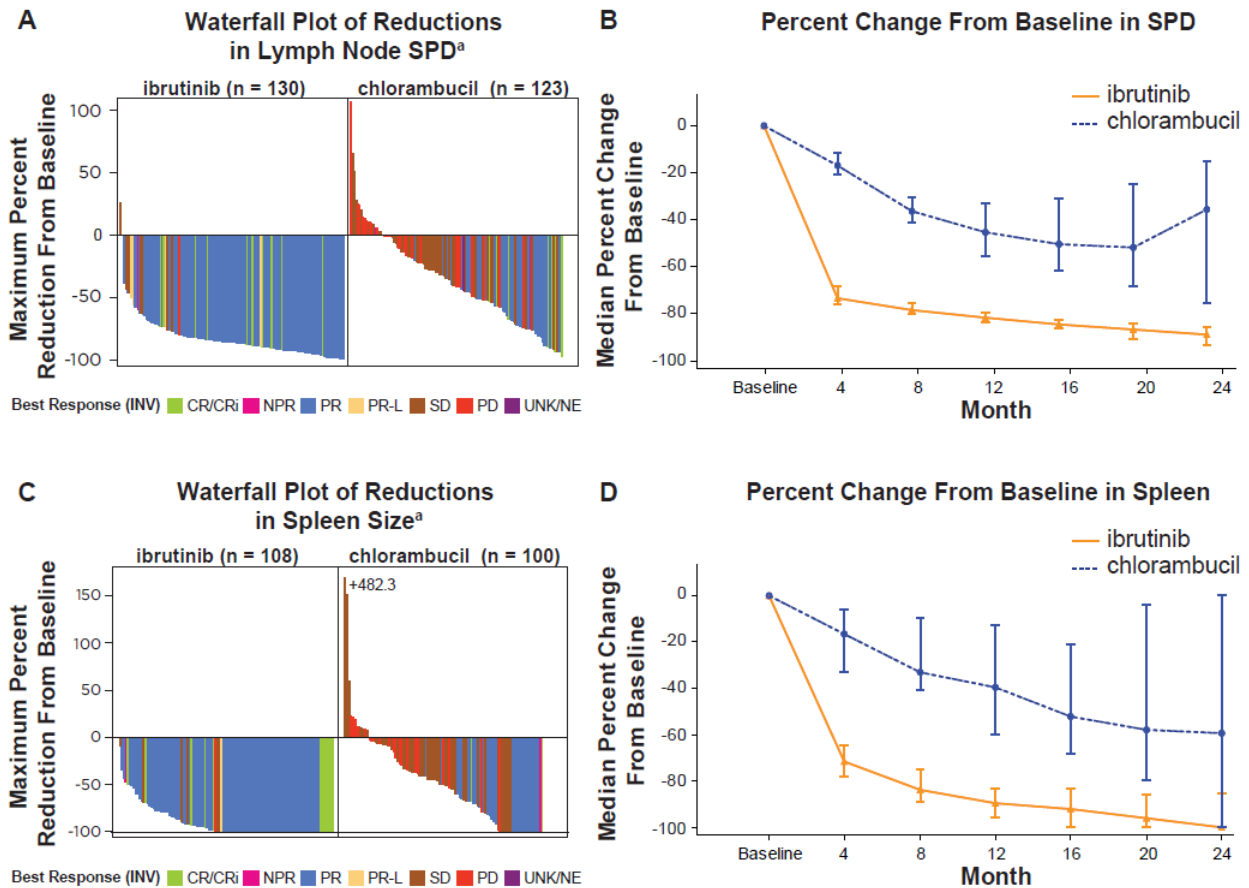 A
Waterfall Plot of Reductions
in Lymph Node SPDa
ibrutinib (n = 130)
chlorambucil (n = 123)
Maximum Percent
Reduction From Baseline
100
50
0
-50
-100
Best Response (INV) CR/CRi NPR PR PR-L SD PD UNK/NE
B
Percent Change From Baseline in SPD
ibrutinib
chlorambucil
Median Percent Change
From Baseline
0
-20
-40
-60
-80
-100
Baseline 4 8 12 16 20 24
Month
C
Waterfall Plot of Reductions
in Spleen Sizea
ibrutinib (n = 108)
chlorambucil (n = 100)
+482.3
Maximum Percent
Reduction From Baseline
150
100
50
0
-50
-100
Best Response (INV) CR/CRi NPR PR PR-L SD PD UNK/NE
D
Percent Change From Baseline in Spleen
ibrutinib
chlorambucil
Median Percent Change
From Baseline
0
-20
-40
-60
-80
-100
Baseline 4 8 12 16 20 24
Month